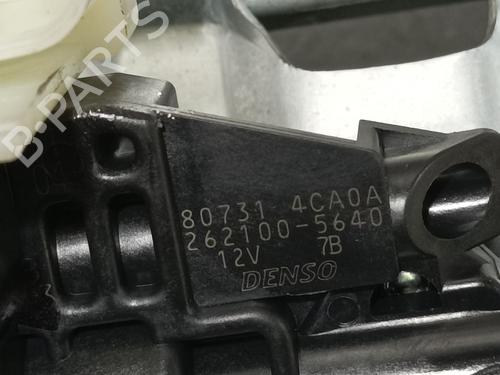 B-PARTS
80731 4CA0A
262100-5640
12V 7B
DENSO